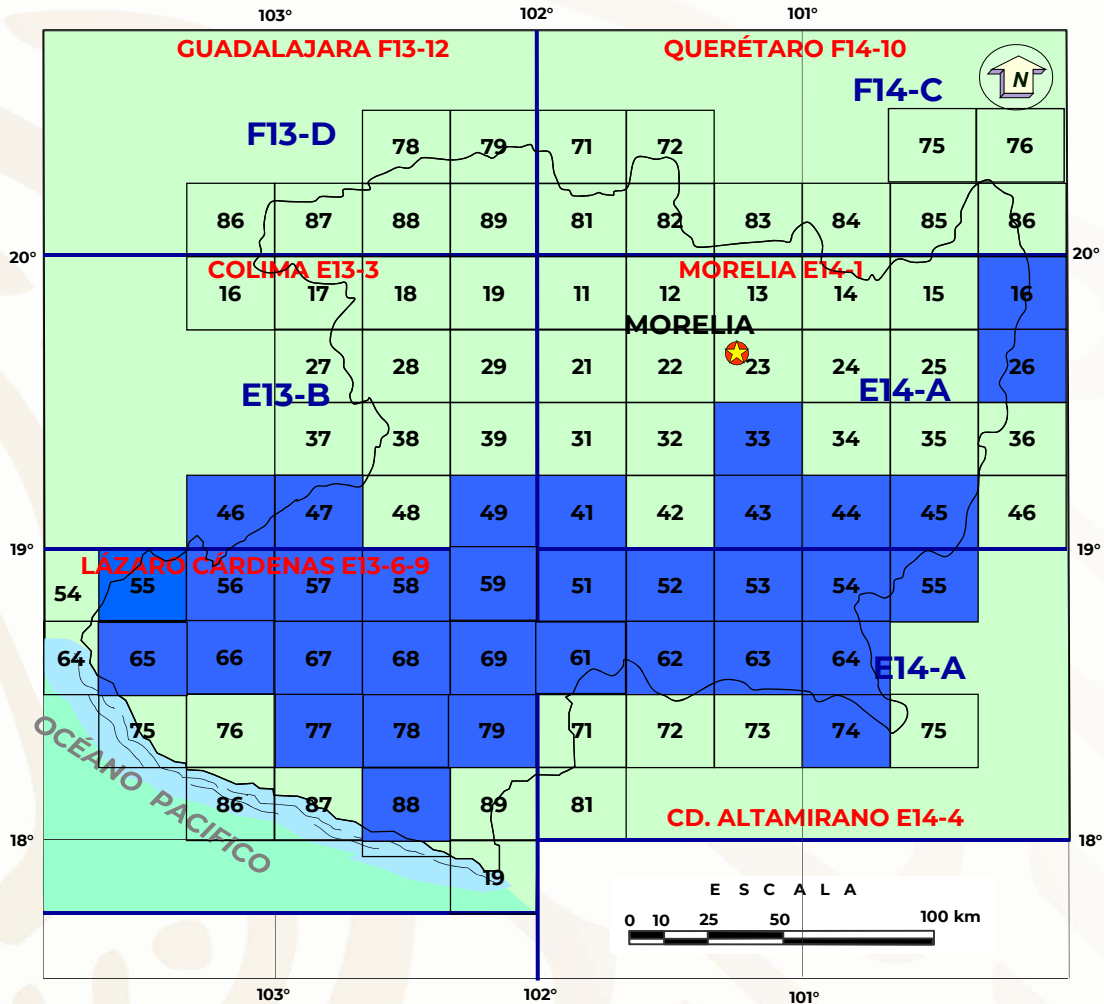 103° 102° 101°
GUADALAJARA F13-12 QUERÉTARO F14-10
N
F14-C
F13-D
78 79 71 72 75 76
86 87 88 89 81 82 83 84 85 86
20° 20°
COLIMA E13-3 MORELIA E14-1
16 17 18 19 11 12 13 14 15 16
MORELIA
27 28 29 21 22 23 24 25 26
E13-B E14-A
37 38 39 31 32 33 34 35 36
46 47 48 49 41 42 43 44 45 46
19° 19°
LÁZARO CÁRDENAS E13-6-9
54 55 56 57 58 59 51 52 53 54 55
64 65 66 67 68 69 61 62 63 64
E14-A
75 76 77 78 79 71 72 73 74 75
OCÉANO PACIFICO
86 87 88 89 81
CD. ALTAMIRANO E14-4
18° 18°
19
E S C A L A
0 10 25 50 100 km
103° 102° 101°